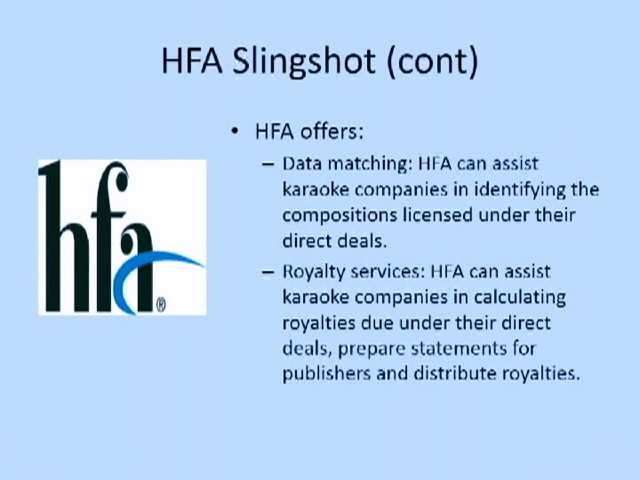 HFA Slingshot (cont)
• HFA offers:
– Data matching: HFA can assist
karaoke companies in identifying the
compositions licensed under their
direct deals.
– Royalty services: HFA can assist
karaoke companies in calculating
royalties due under their direct
deals, prepare statements for
publishers and distribute royalties.
hfa®